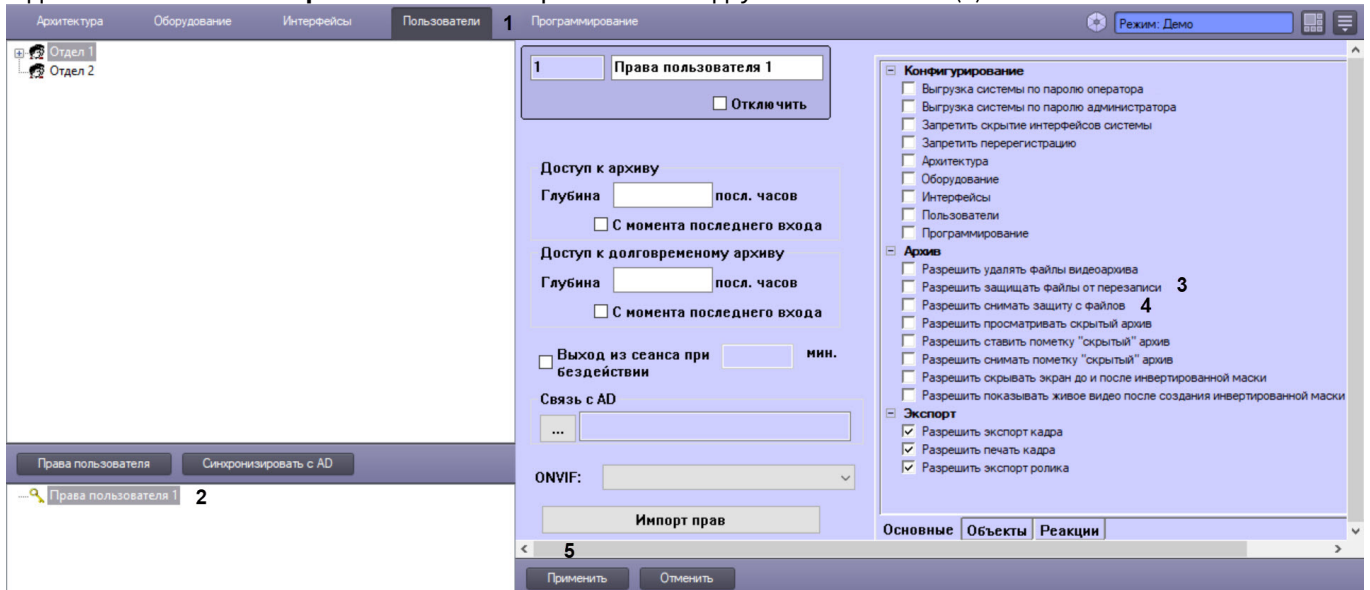 Архитектура Оборудование Интерфейсы Пользователи 1 Программирование Режим: Демо
Отдел 1
Отдел 2
Права пользователя Синхронизировать с AD
Права пользователя 1 2
1 Права пользователя 1
Отключить
Доступ к архиву
Глубина посл. часов
С момента последнего входа
Доступ к долговременому архиву
Глубина посл. часов
С момента последнего входа
Выход из сеанса при мин.
бездействии
Связь с AD
...
ONVIF:
Импорт прав
Конфигурирование
Выгрузка системы по паролю оператора
Выгрузка системы по паролю администратора
Запретить скрытие интерфейсов системы
Запретить перерегистрацию
Архитектура
Оборудование
Интерфейсы
Пользователи
Программирование
Архив
Разрешить удалять файлы видеоархива
Разрешить защищать файлы от перезаписи 3
Разрешить снимать защиту с файлов 4
Разрешить просматривать скрытый архив
Разрешить ставить пометку "скрытый" архив
Разрешить снимать пометку "скрытый" архив
Разрешить скрывать экран до и после инвертированной маски
Разрешить показывать живое видео после создания инвертированной маски
Экспорт
Разрешить экспорт кадра
Разрешить печать кадра
Разрешить экспорт ролика
Основные Объекты Реакции
5
Применить Отменить